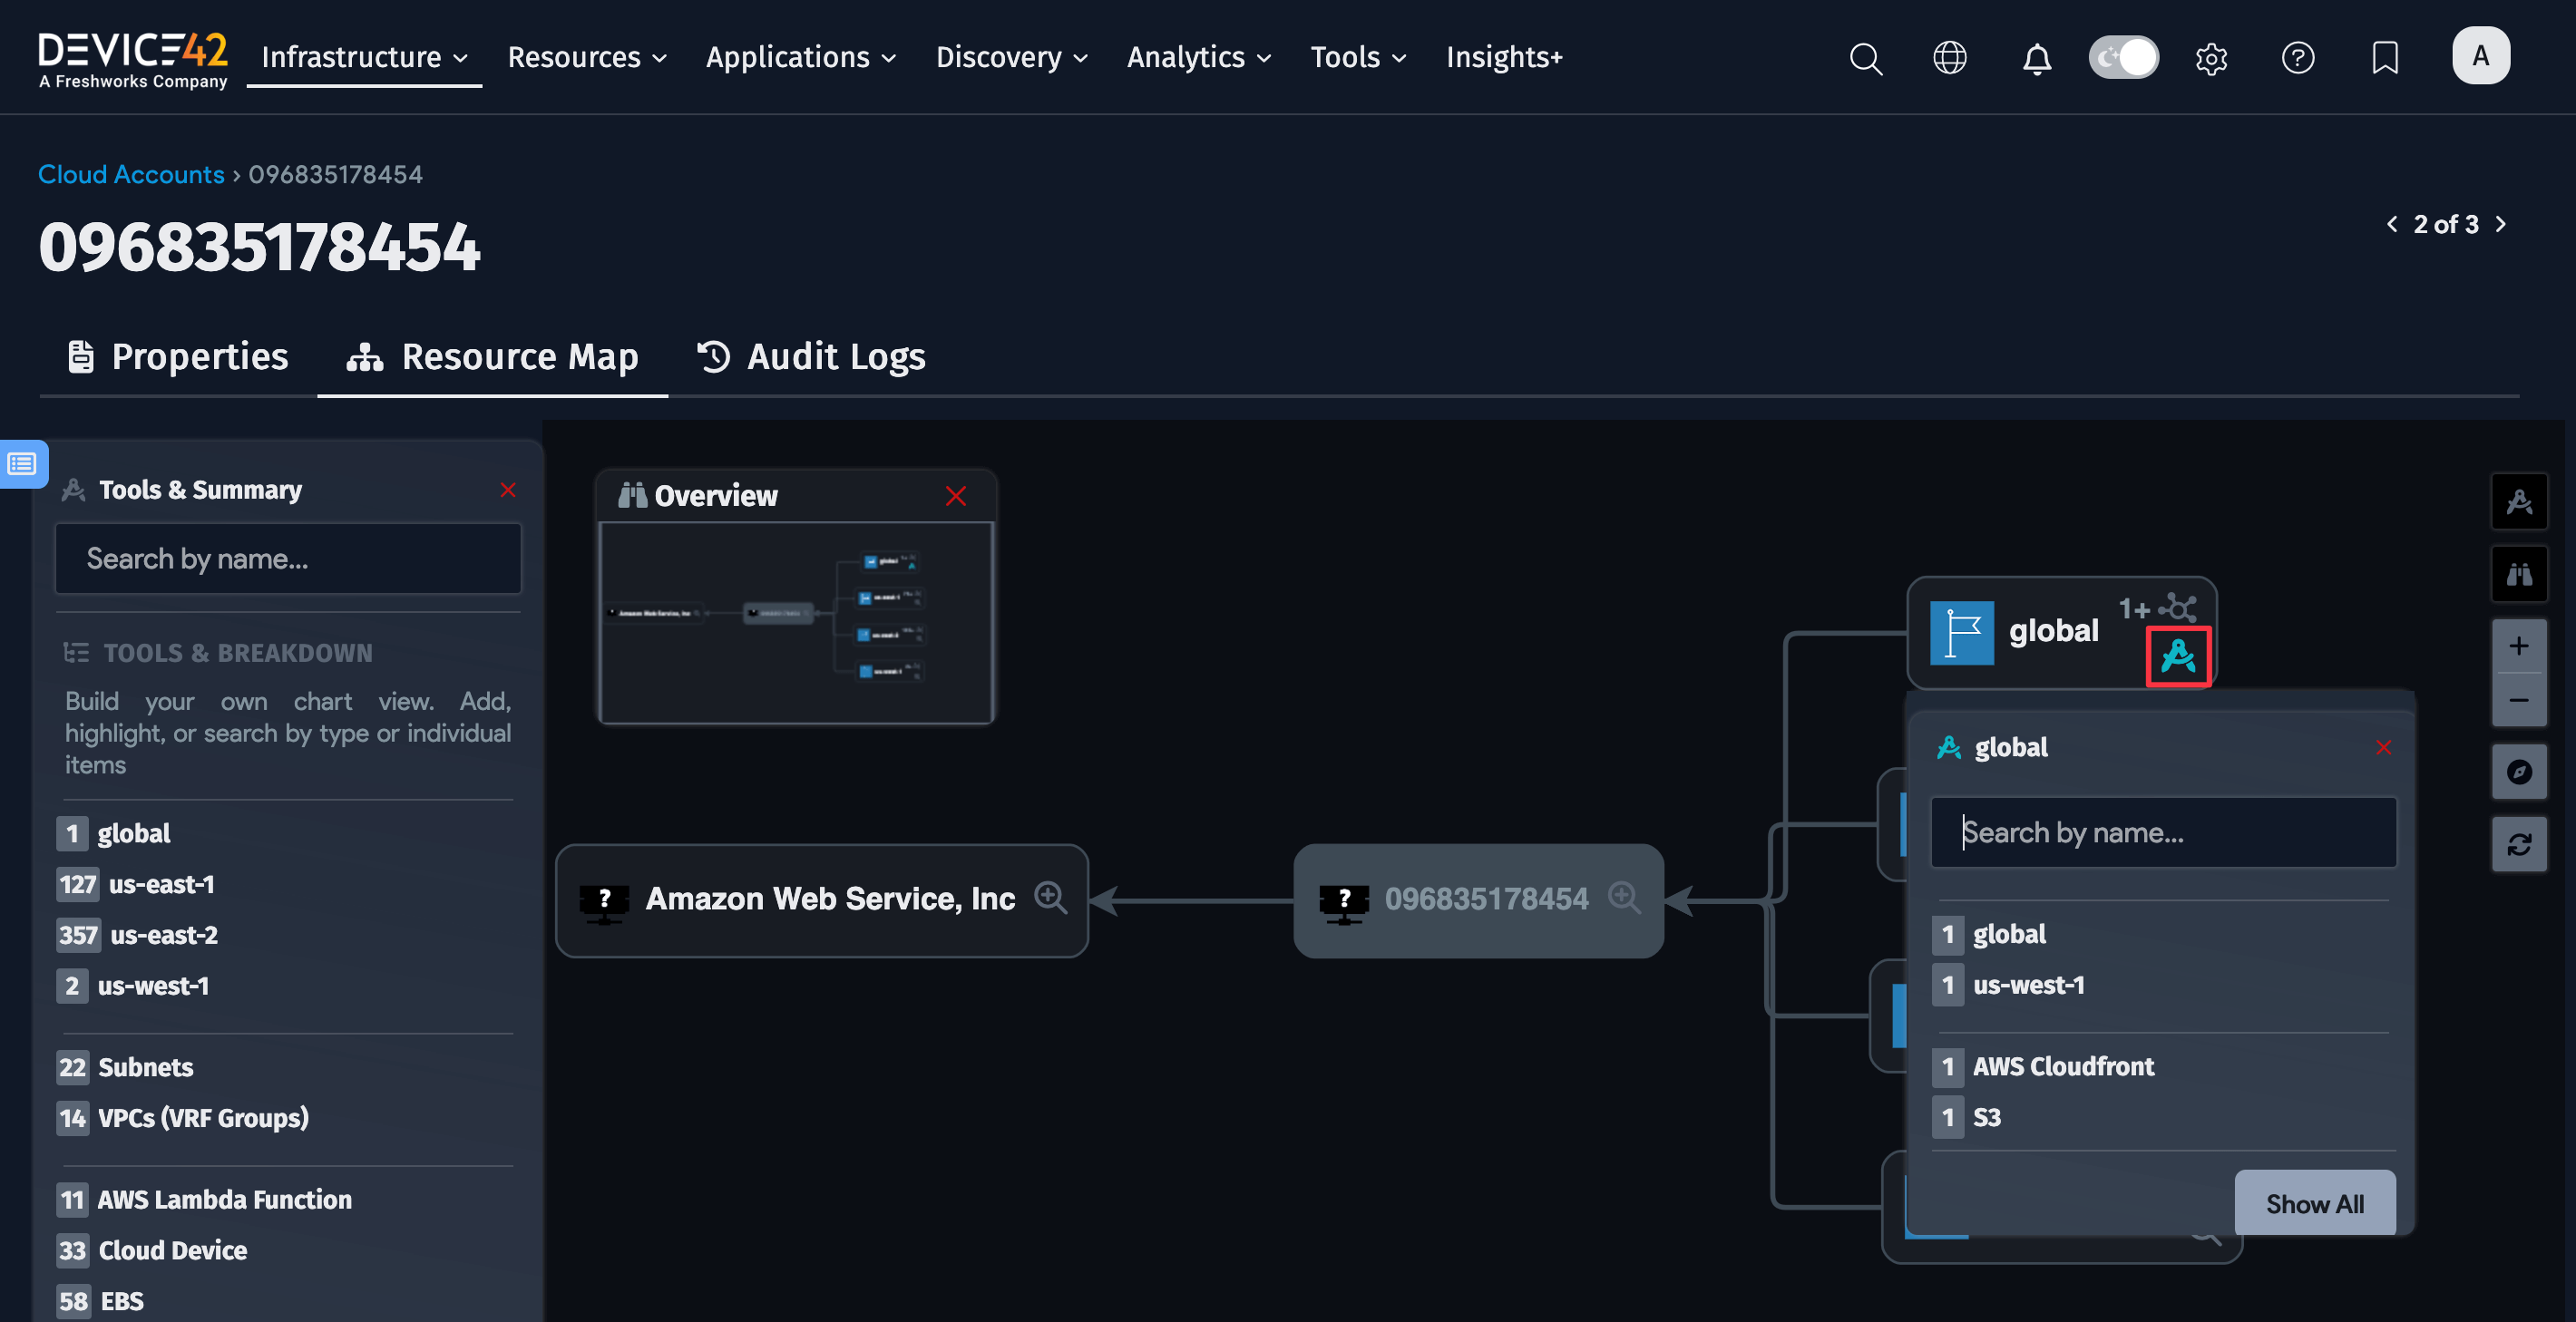 DEVICE42
A Freshworks Company
Infrastructure
Resources
Applications
Discovery
Analytics
Tools
Insights+
A
Cloud Accounts › 096835178454
096835178454
2 of 3
Properties
Resource Map
Audit Logs
Tools & Summary
Search by name...
TOOLS & BREAKDOWN
Build your own chart view. Add,
highlight, or search by type or individual
items
1 global
127 us-east-1
357 us-east-2
2 us-west-1
22 Subnets
14 VPCs (VRF Groups)
11 AWS Lambda Function
33 Cloud Device
58 EBS
Overview
Amazon Web Service, Inc
? Amazon Web Service, Inc
? 096835178454
global
1+
global
Search by name...
1 global
1 us-west-1
1 AWS Cloudfront
1 S3
Show All